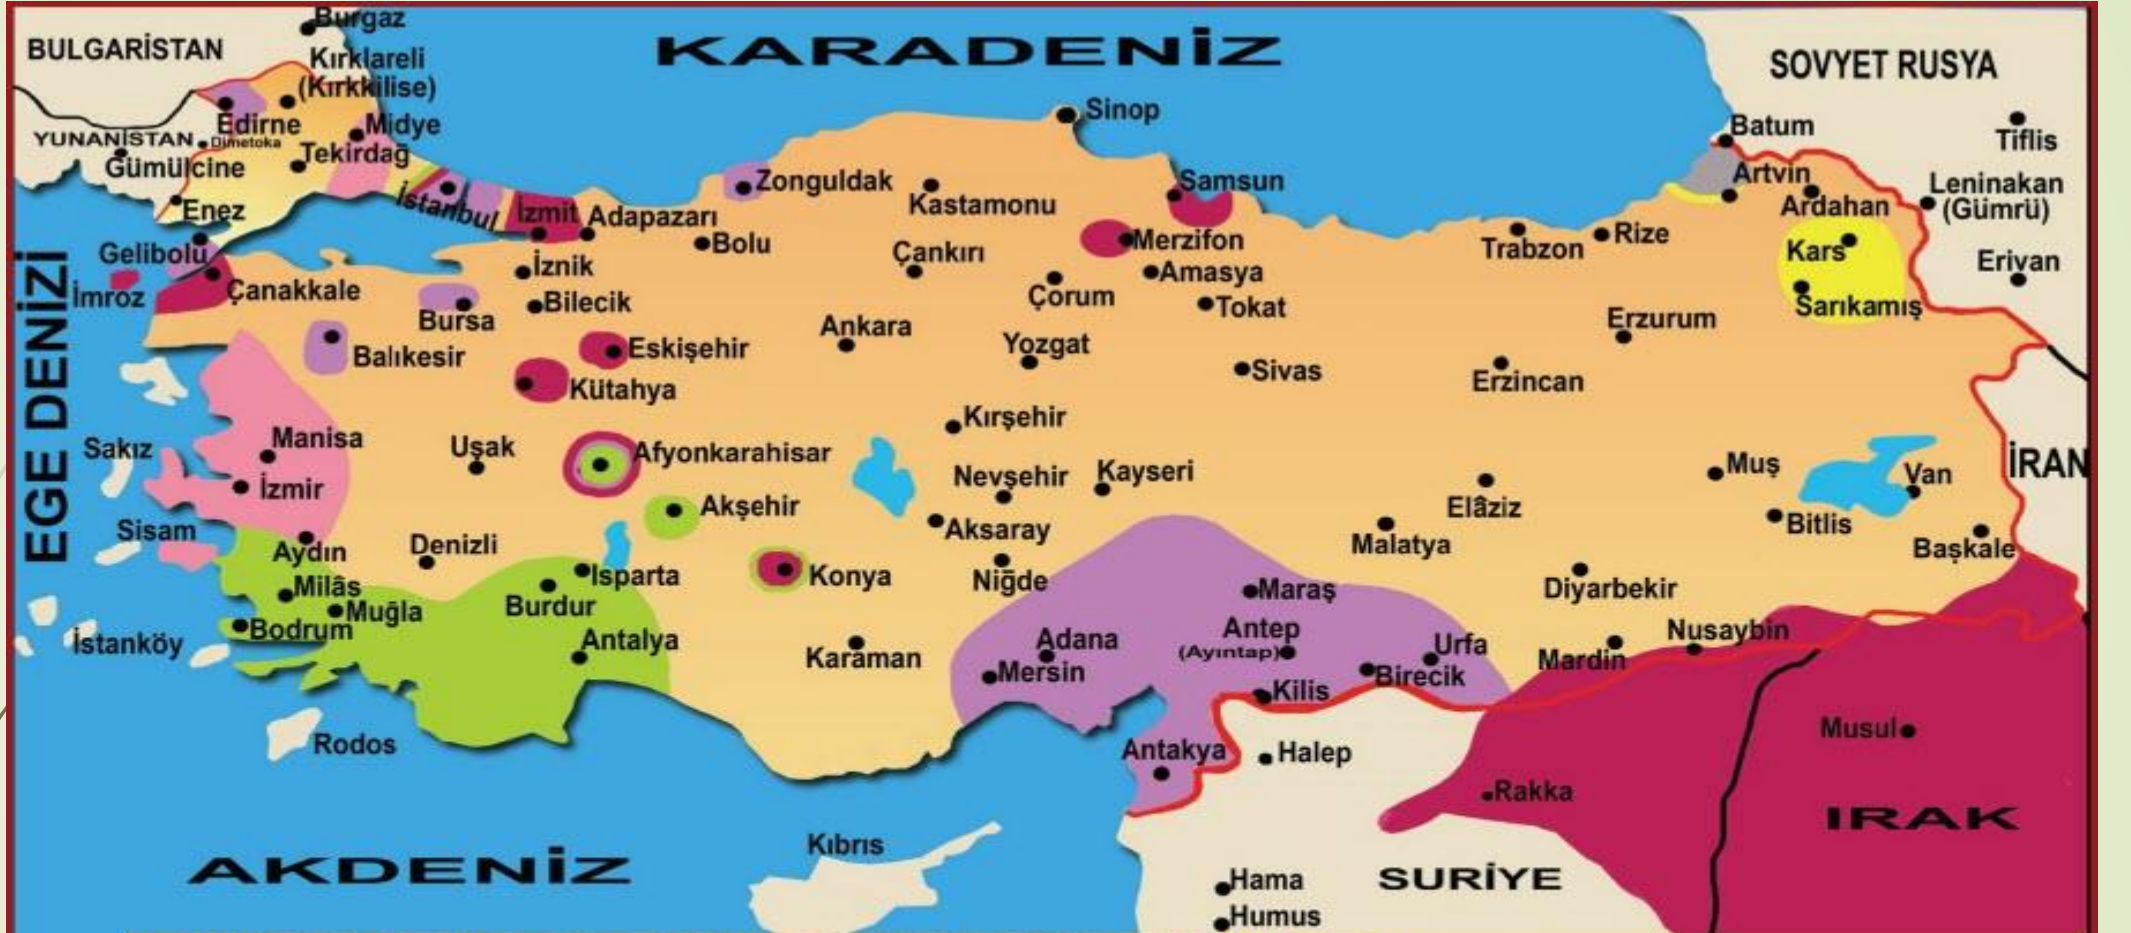 Burgaz
BULGARİSTAN
KARADENİZ
SOVYET RUSYA
Kırklareli
(Kırkkilise)
Sinop
Edirne
Midye
Batum
Tiflis
YUNANİSTAN
Dimetoka
Gümülcine
Tekirdağ
Zonguldak
Kastamonu
Samsun
Artvin
Ardahan
Leninakan
(Gümrü)
Enez
İstanbul
İzmit
Adapazarı
Bolu
Çankırı
Merzifon
Trabzon
Rize
Kars
Erivan
Gelibolu
EGE DENİZİ
İmroz
Çanakkale
İznik
Bilecik
Bursa
Çorum
Amasya
Tokat
Sarıkamış
Ankara
Erzurum
Balıkesir
Eskişehir
Yozgat
Sivas
Erzincan
Kütahya
Kırşehir
Sakız
Manisa
Uşak
Afyonkarahisar
Nevşehir
Kayseri
Muş
Van
İRAN
İzmir
Akşehir
Elâziz
Bitlis
Sisam
Aydın
Denizli
Aksaray
Malatya
Başkale
Isparta
Konya
Niğde
Milâs
Muğla
Burdur
Maraş
Diyarbekir
Bodrum
İstanköy
Antalya
Karaman
Adana
Mersin
Antep
(Ayıntap)
Urfa
Birecik
Mardin
Nusaybin
Kilis
Rodos
Antakya
Halep
Musul
Rakka
IRAK
Kıbrıs
AKDENİZ
Hama
SURİYE
Humus